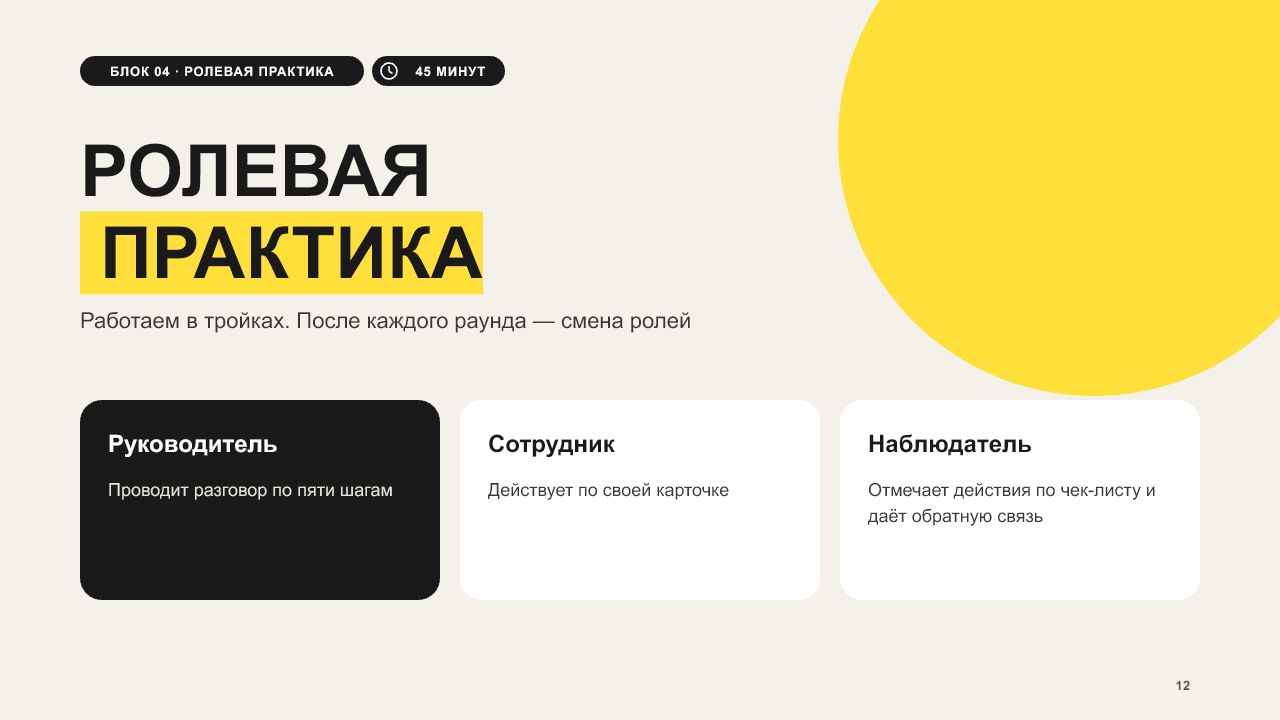 БЛОК 04 · РОЛЕВАЯ ПРАКТИКА
45 МИНУТ
РОЛЕВАЯ
ПРАКТИКА
Работаем в тройках. После каждого раунда — смена ролей
Руководитель
Проводит разговор по пяти шагам
Сотрудник
Действует по своей карточке
Наблюдатель
Отмечает действия по чек-листу и
даёт обратную связь
12